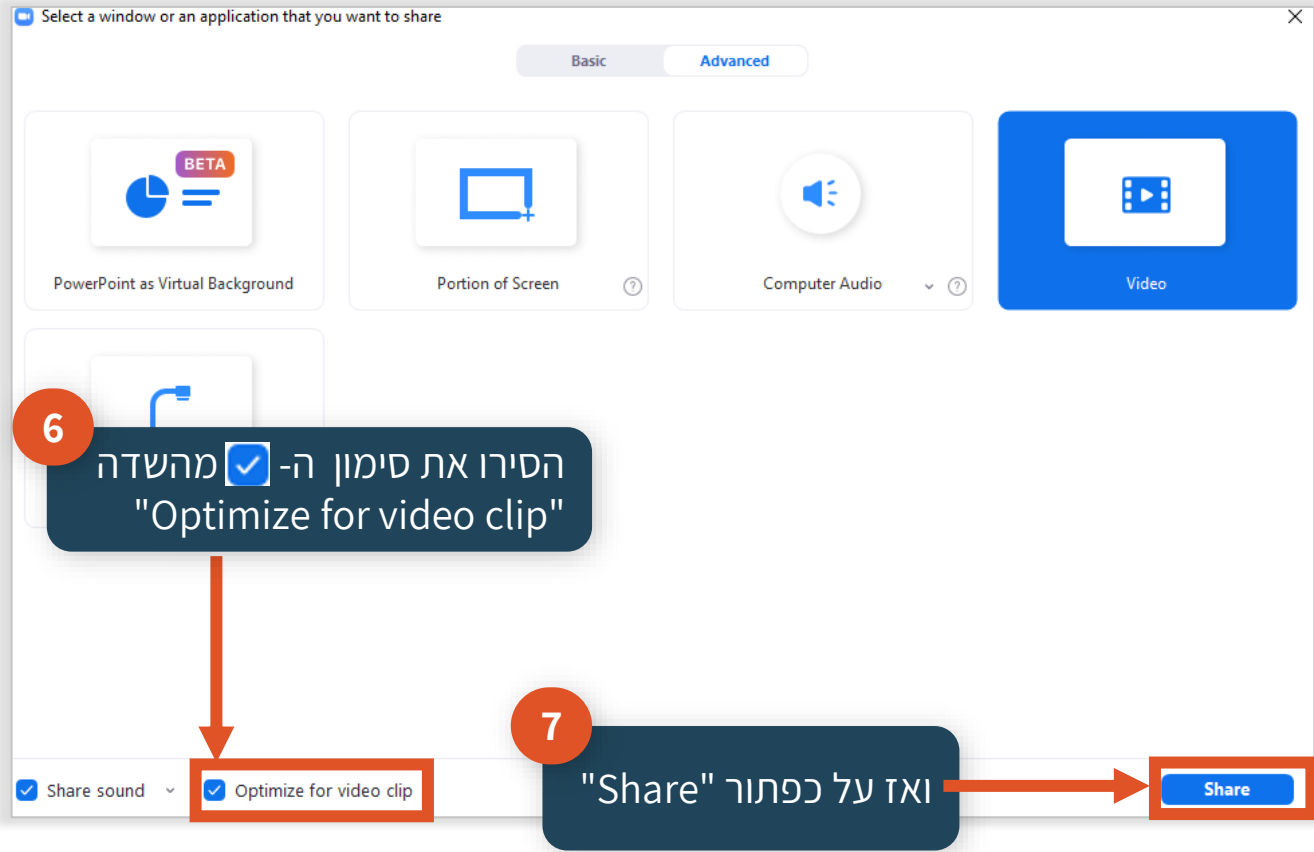 Select a window or an application that you want to share
Basic
Advanced
BETA
PowerPoint as Virtual Background
Portion of Screen
?
Computer Audio
?
Video
6
הסירו את סימון ה- מהשדה
"Optimize for video clip"
7
ואז על כפתור "Share"
Share sound
Optimize for video clip
Share